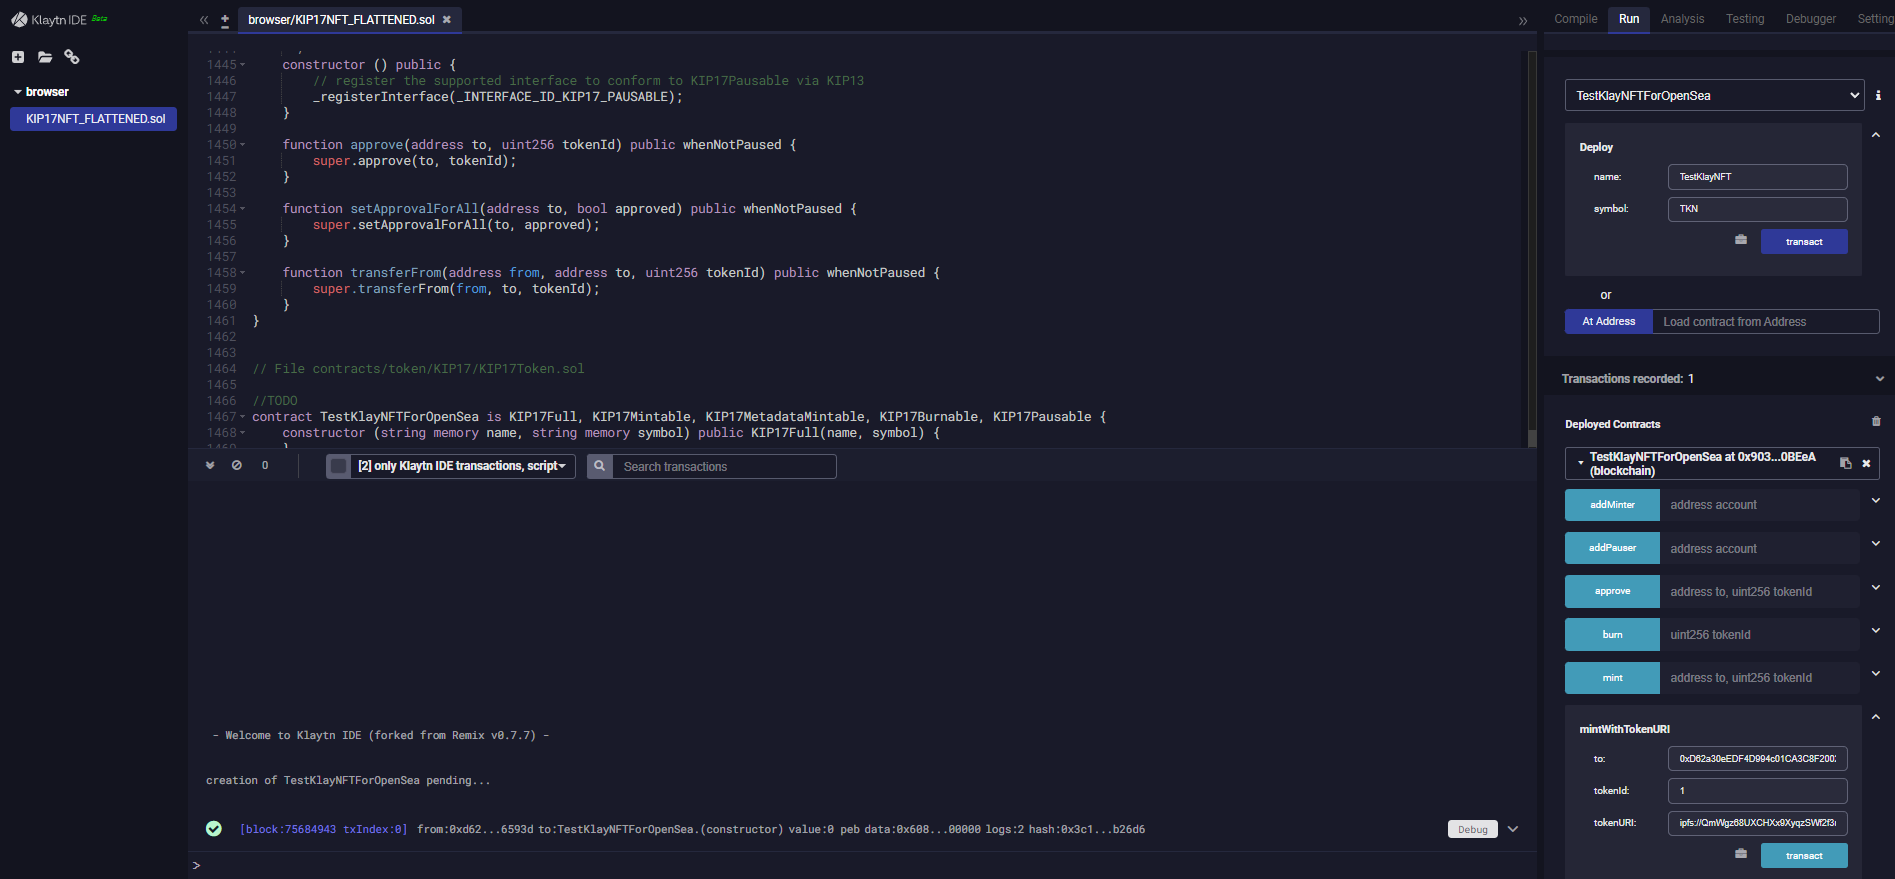 Klaytn IDE Beta
browser/KIP17NFT_FLATTENED.sol
Compile Run Analysis Testing Debugger Setting
browser
KIP17NFT_FLATTENED.sol
1445 constructor () public {
1446 // register the supported interface to conform to KIP17Pausable via KIP13
1447 _registerInterface(_INTERFACE_ID_KIP17_PAUSABLE);
1448 }
1449
1450 function approve(address to, uint256 tokenId) public whenNotPaused {
1451 super.approve(to, tokenId);
1452 }
1453
1454 function setApprovalForAll(address to, bool approved) public whenNotPaused {
1455 super.setApprovalForAll(to, approved);
1456 }
1457
1458 function transferFrom(address from, address to, uint256 tokenId) public whenNotPaused {
1459 super.transferFrom(from, to, tokenId);
1460 }
1461 }
1462
1463
1464 // File contracts/token/KIP17/KIP17Token.sol
1465
1466 //TODO
1467 contract TestKlayNFTForOpenSea is KIP17Full, KIP17Mintable, KIP17MetadataMintable, KIP17Burnable, KIP17Pausable {
1468 constructor (string memory name, string memory symbol) public KIP17Full(name, symbol) {
0
[2] only Klaytn IDE transactions, script
Search transactions
- Welcome to Klaytn IDE (forked from Remix v0.7.7) -
creation of TestKlayNFTForOpenSea pending...
[block:75684943 txIndex:0] from:0xd62...6593d to:TestKlayNFTForOpenSea.(constructor) value:0 peb data:0x608...00000 logs:2 hash:0x3c1...b26d6
Debug
>
TestKlayNFTForOpenSea
Deploy
name: TestKlayNFT
symbol: TKN
transact
or
At Address Load contract from Address
Transactions recorded: 1
Deployed Contracts
TestKlayNFTForOpenSea at 0x903...0BEeA
(blockchain)
addMinter address account
addPauser address account
approve address to, uint256 tokenId
burn uint256 tokenId
mint address to, uint256 tokenId
mintWithTokenURI
to:
tokenId: 1
tokenURI:
transact